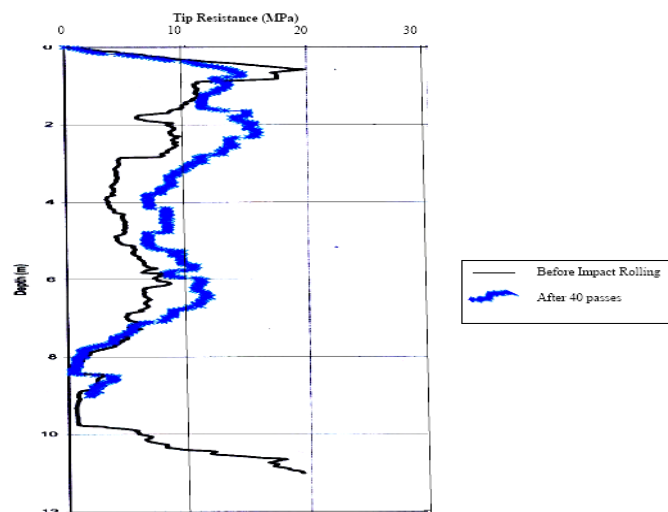 Tip Resistance (MPa)
0 10 20 30
0
2
4
6
8
10
12
Depth (m)
Before Impact Rolling
After 40 passes